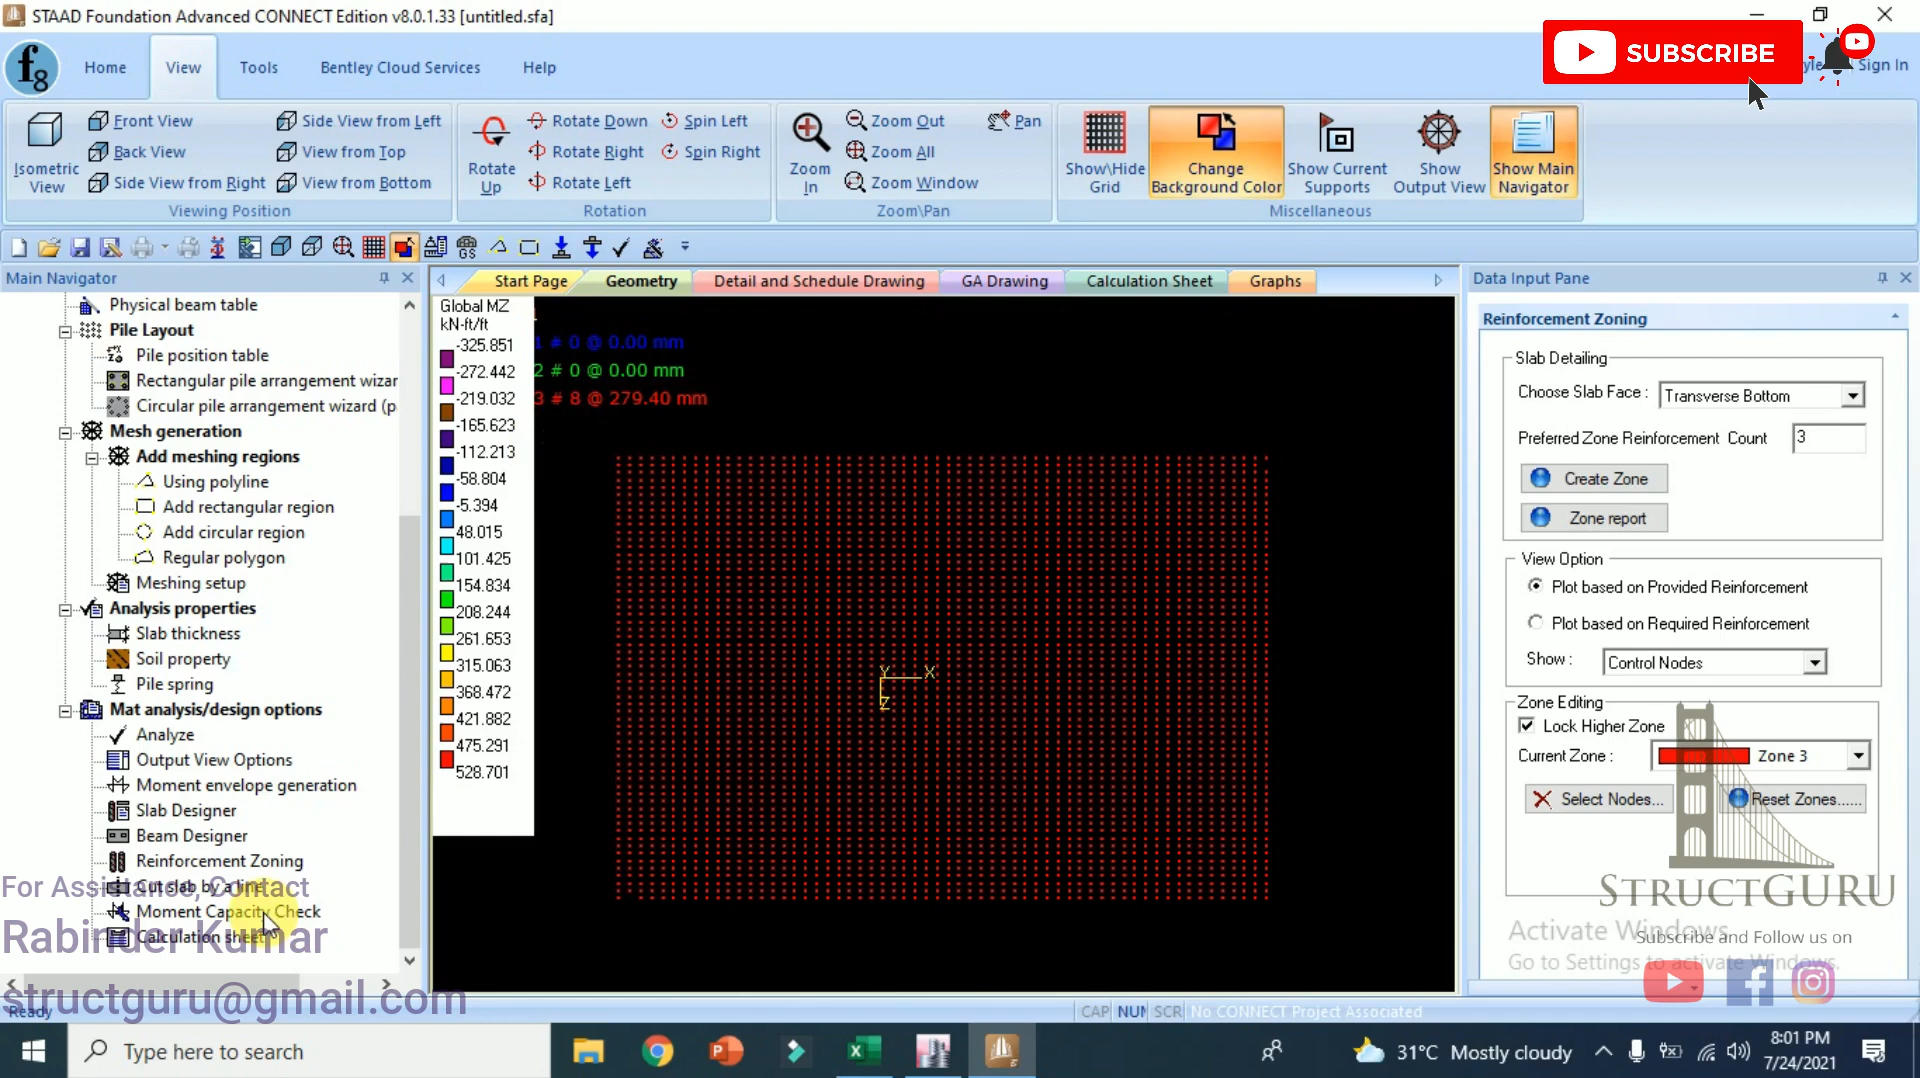 STAAD Foundation Advanced CONNECT Edition v8.0.1.33 [untitled.sfa]
SUBSCRIBE
f8
Home
View
Tools
Bentley Cloud Services
Help
Sign In
Isometric View
Front View
Back View
Side View from Right
Side View from Left
View from Top
View from Bottom
Viewing Position
Rotate Up
Rotate Down
Rotate Right
Rotate Left
Spin Left
Spin Right
Rotation
Zoom In
Zoom Out
Zoom All
Zoom Window
Pan
Zoom\Pan
Show\Hide Grid
Change Background Color
Show Current Supports
Show Output View
Show Main Navigator
Miscellaneous
GS
Main Navigator
Physical beam table
Pile Layout
Pile position table
Rectangular pile arrangement wizar
Circular pile arrangement wizard (p
Mesh generation
Add meshing regions
Using polyline
Add rectangular region
Add circular region
Regular polygon
Meshing setup
Analysis properties
Slab thickness
Soil property
Pile spring
Mat analysis/design options
Analyze
Output View Options
Moment envelope generation
Slab Designer
Beam Designer
Reinforcement Zoning
Cut slab by a line
Moment Capacity Check
Calculation sheet
For Assistance, Contact
Rabinder Kumar
structguru@gmail.com
Ready
Start Page
Geometry
Detail and Schedule Drawing
GA Drawing
Calculation Sheet
Graphs
Global MZ
kN-ft/ft
-325.851
-272.442
-219.032
-165.623
-112.213
-58.804
-5.394
48.015
101.425
154.834
208.244
261.653
315.063
368.472
421.882
475.291
528.701
1 # 0 @ 0.00 mm
2 # 0 @ 0.00 mm
3 # 8 @ 279.40 mm
Y X
Z
Data Input Pane
Reinforcement Zoning
Slab Detailing
Choose Slab Face : Transverse Bottom
Preferred Zone Reinforcement Count 3
Create Zone
Zone report
View Option
Plot based on Provided Reinforcement
Plot based on Required Reinforcement
Show : Control Nodes
Zone Editing
Lock Higher Zone
Current Zone : Zone 3
Select Nodes...
Reset Zones......
STRUCTGURU
Activate Windows
Go to Settings to activate Windows.
Subscribe and Follow us on
CAP NUM SCR No CONNECT Project Associated
Type here to search
31°C Mostly cloudy
8:01 PM
7/24/2021